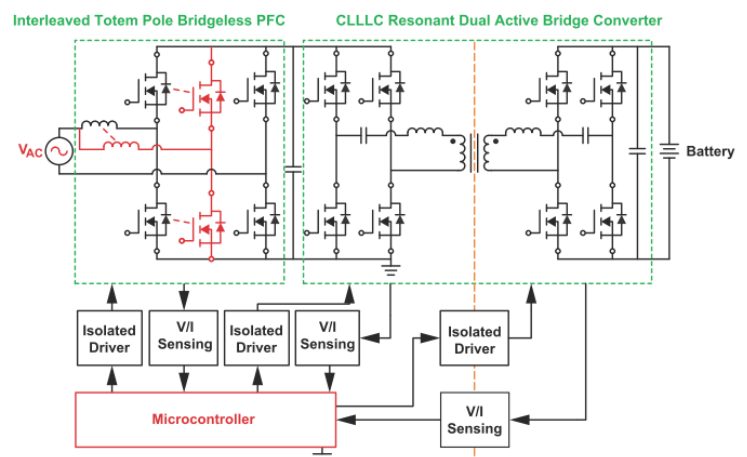 Interleaved Totem Pole Bridgeless PFC
CLLLC Resonant Dual Active Bridge Converter
VAC
Battery
Isolated
Driver
V/I
Sensing
Isolated
Driver
V/I
Sensing
Isolated
Driver
Microcontroller
V/I
Sensing